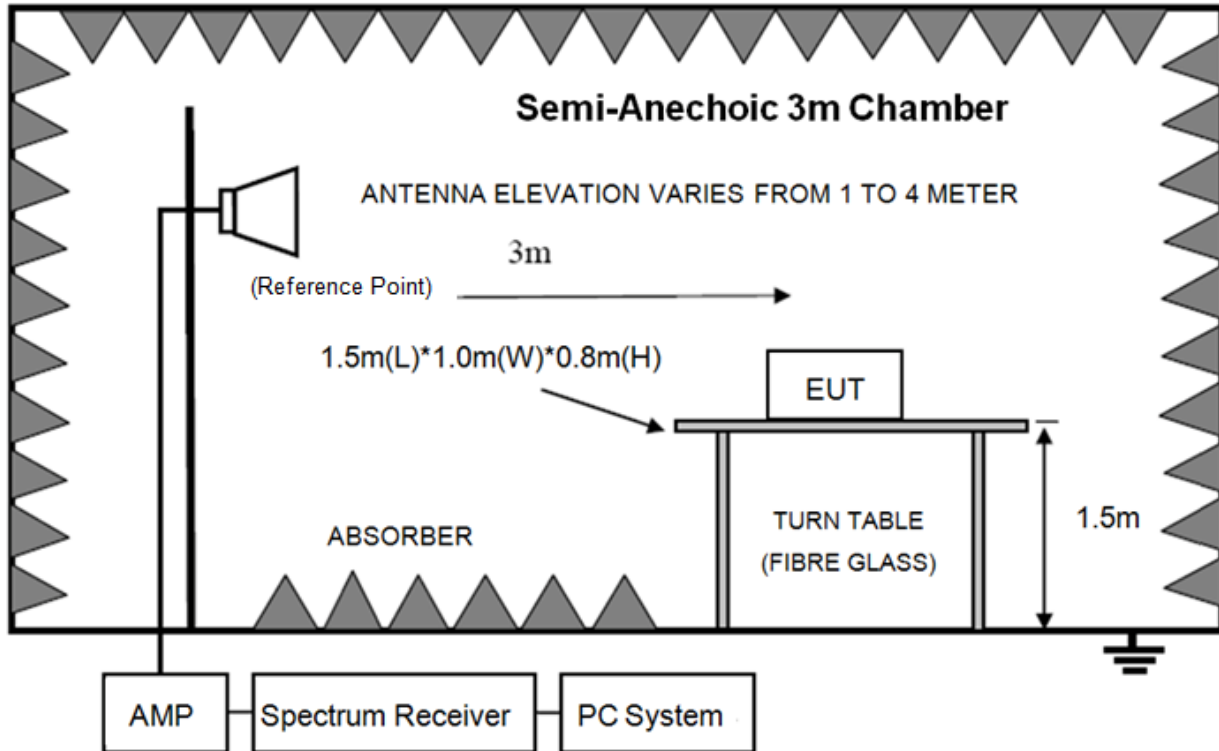 Semi-Anechoic 3m Chamber
ANTENNA ELEVATION VARIES FROM 1 TO 4 METER
3m
(Reference Point)
1.5m(L)*1.0m(W)*0.8m(H)
EUT
1.5m
TURN TABLE
(FIBRE GLASS)
ABSORBER
AMP
Spectrum Receiver
PC System